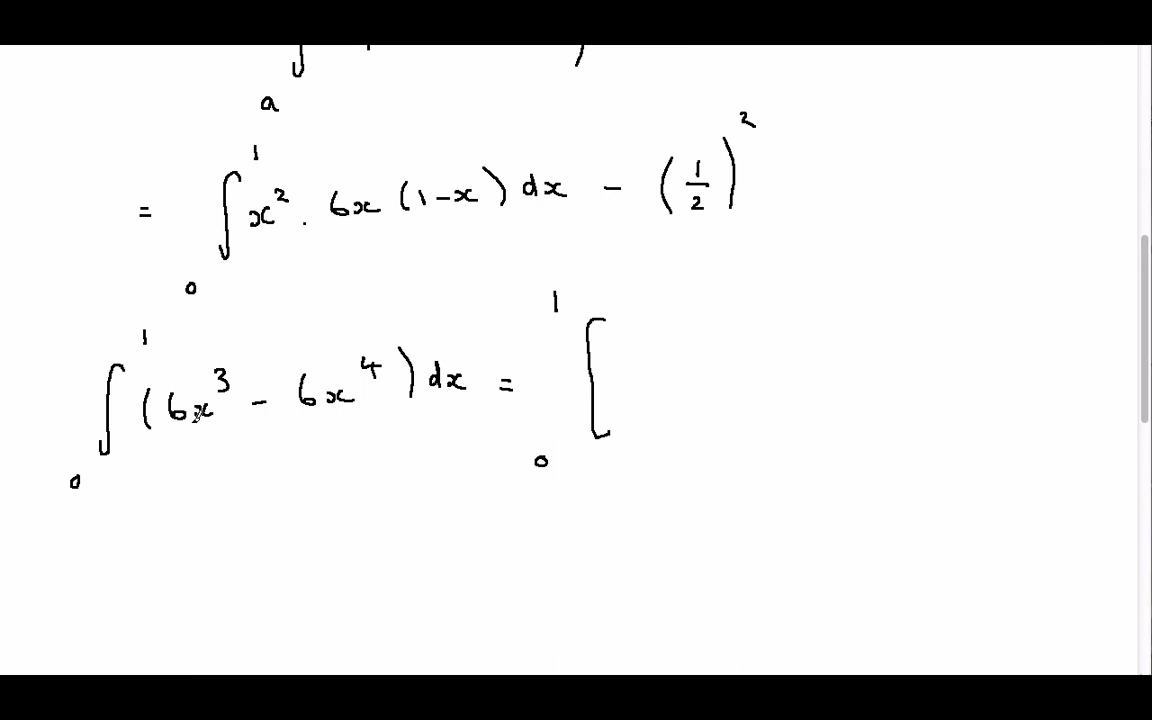 a
= ∫₀¹ x² . 6x (1-x) dx - (1/2)²
∫₀¹ (6x³ - 6x⁴) dx = ₀¹[